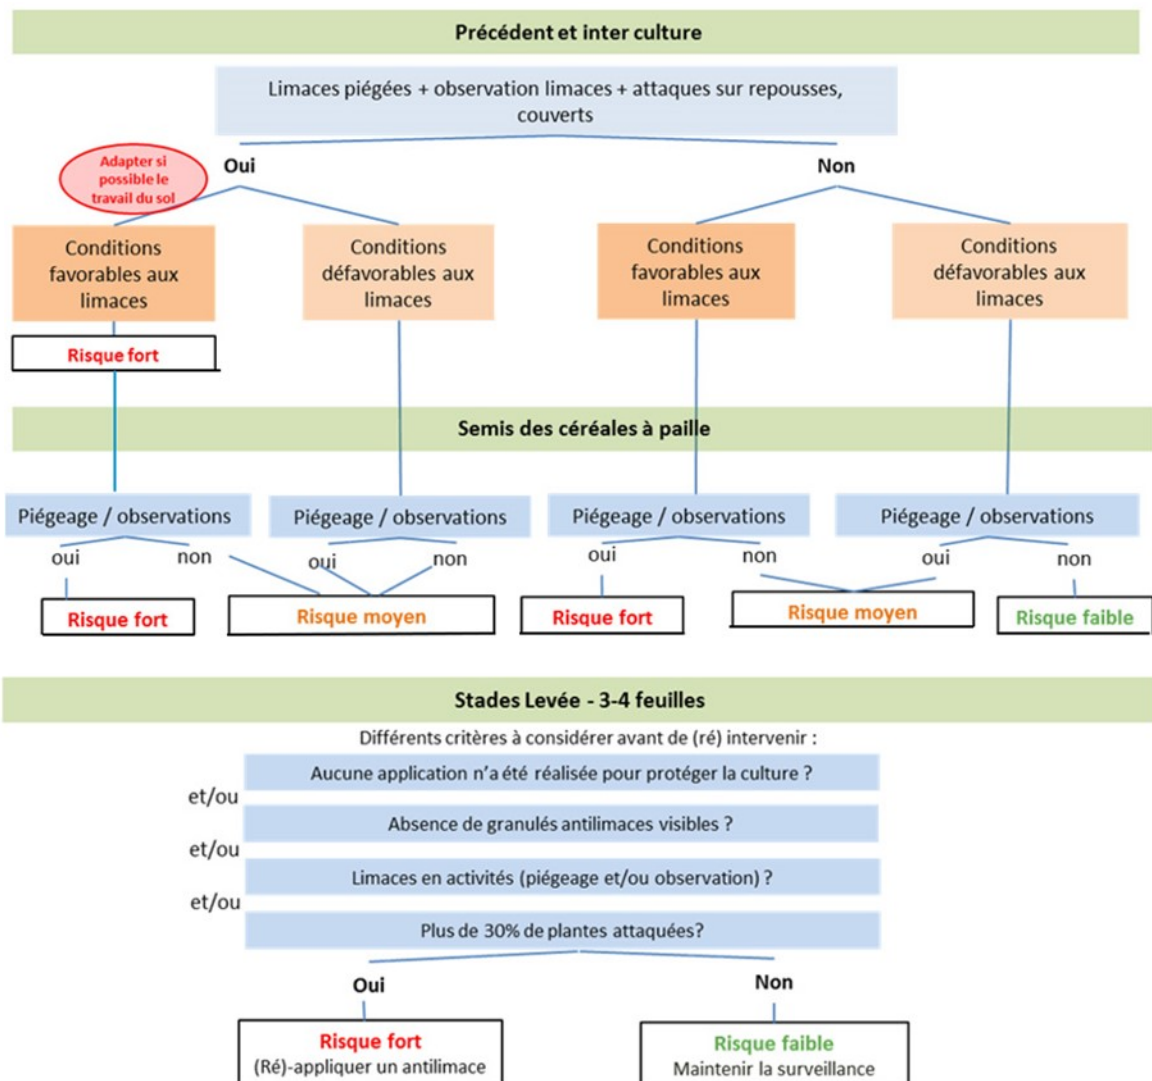 Précédent et inter culture
Limaces piégées + observation limaces + attaques sur repousses,
couverts
Adapter si
possible le
travail du sol
Oui
Non
Conditions
favorables aux
limaces
Conditions
défavorables aux
limaces
Conditions
favorables aux
limaces
Conditions
défavorables aux
limaces
Risque fort
Semis des céréales à paille
Piégeage / observations
Piégeage / observations
Piégeage / observations
Piégeage / observations
oui
non
oui
non
oui
non
oui
non
Risque fort
Risque moyen
Risque fort
Risque moyen
Risque faible
Stades Levée - 3-4 feuilles
Différents critères à considérer avant de (ré) intervenir :
Aucune application n'a été réalisée pour protéger la culture ?
et/ou
Absence de granulés antilimaces visibles ?
et/ou
Limaces en activités (piégeage et/ou observation) ?
et/ou
Plus de 30% de plantes attaquées?
Oui
Non
Risque fort
(Ré)-appliquer un antilimace
Risque faible
Maintenir la surveillance